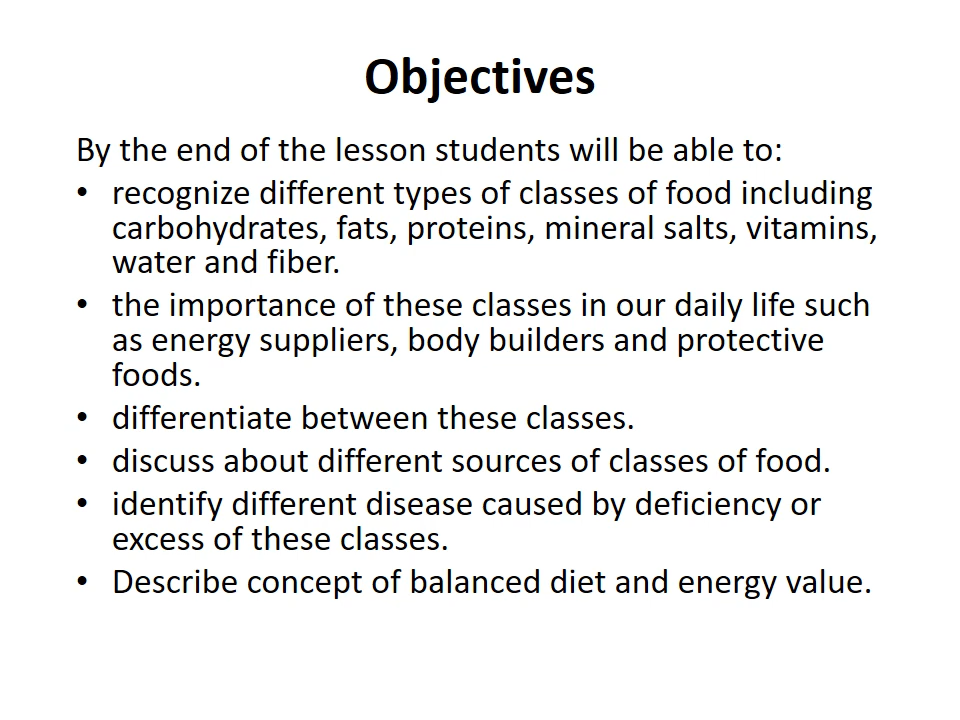 Objectives
By the end of the lesson students will be able to:
• recognize different types of classes of food including
carbohydrates, fats, proteins, mineral salts, vitamins,
water and fiber.
• the importance of these classes in our daily life such
as energy suppliers, body builders and protective
foods.
• differentiate between these classes.
• discuss about different sources of classes of food.
• identify different disease caused by deficiency or
excess of these classes.
• Describe concept of balanced diet and energy value.